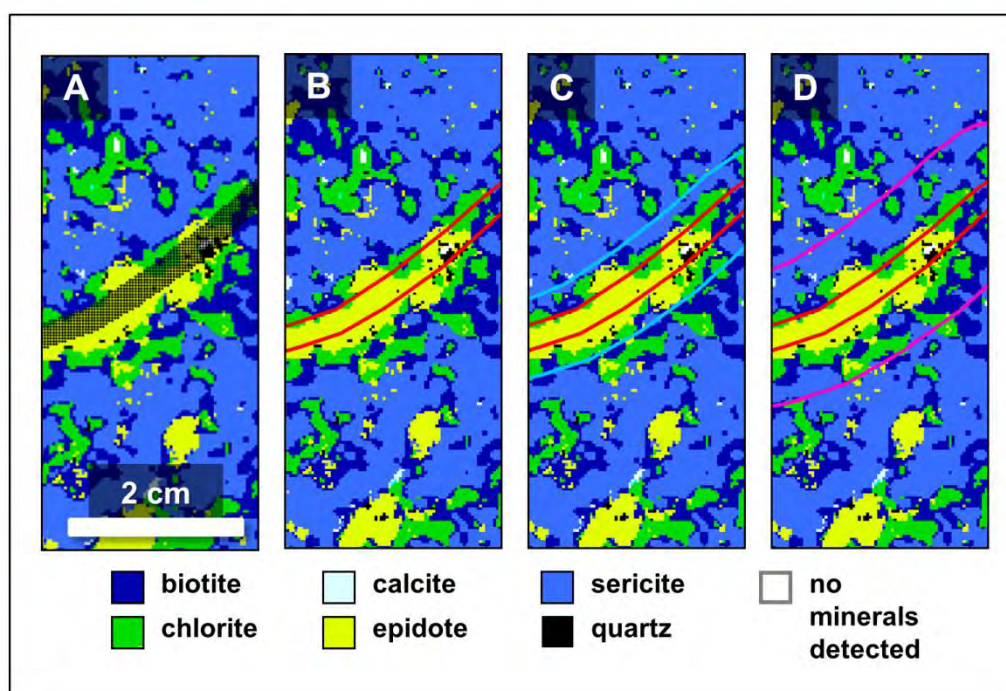 A B C D
2 cm
biotite calcite sericite no
minerals
detected
chlorite epidote quartz